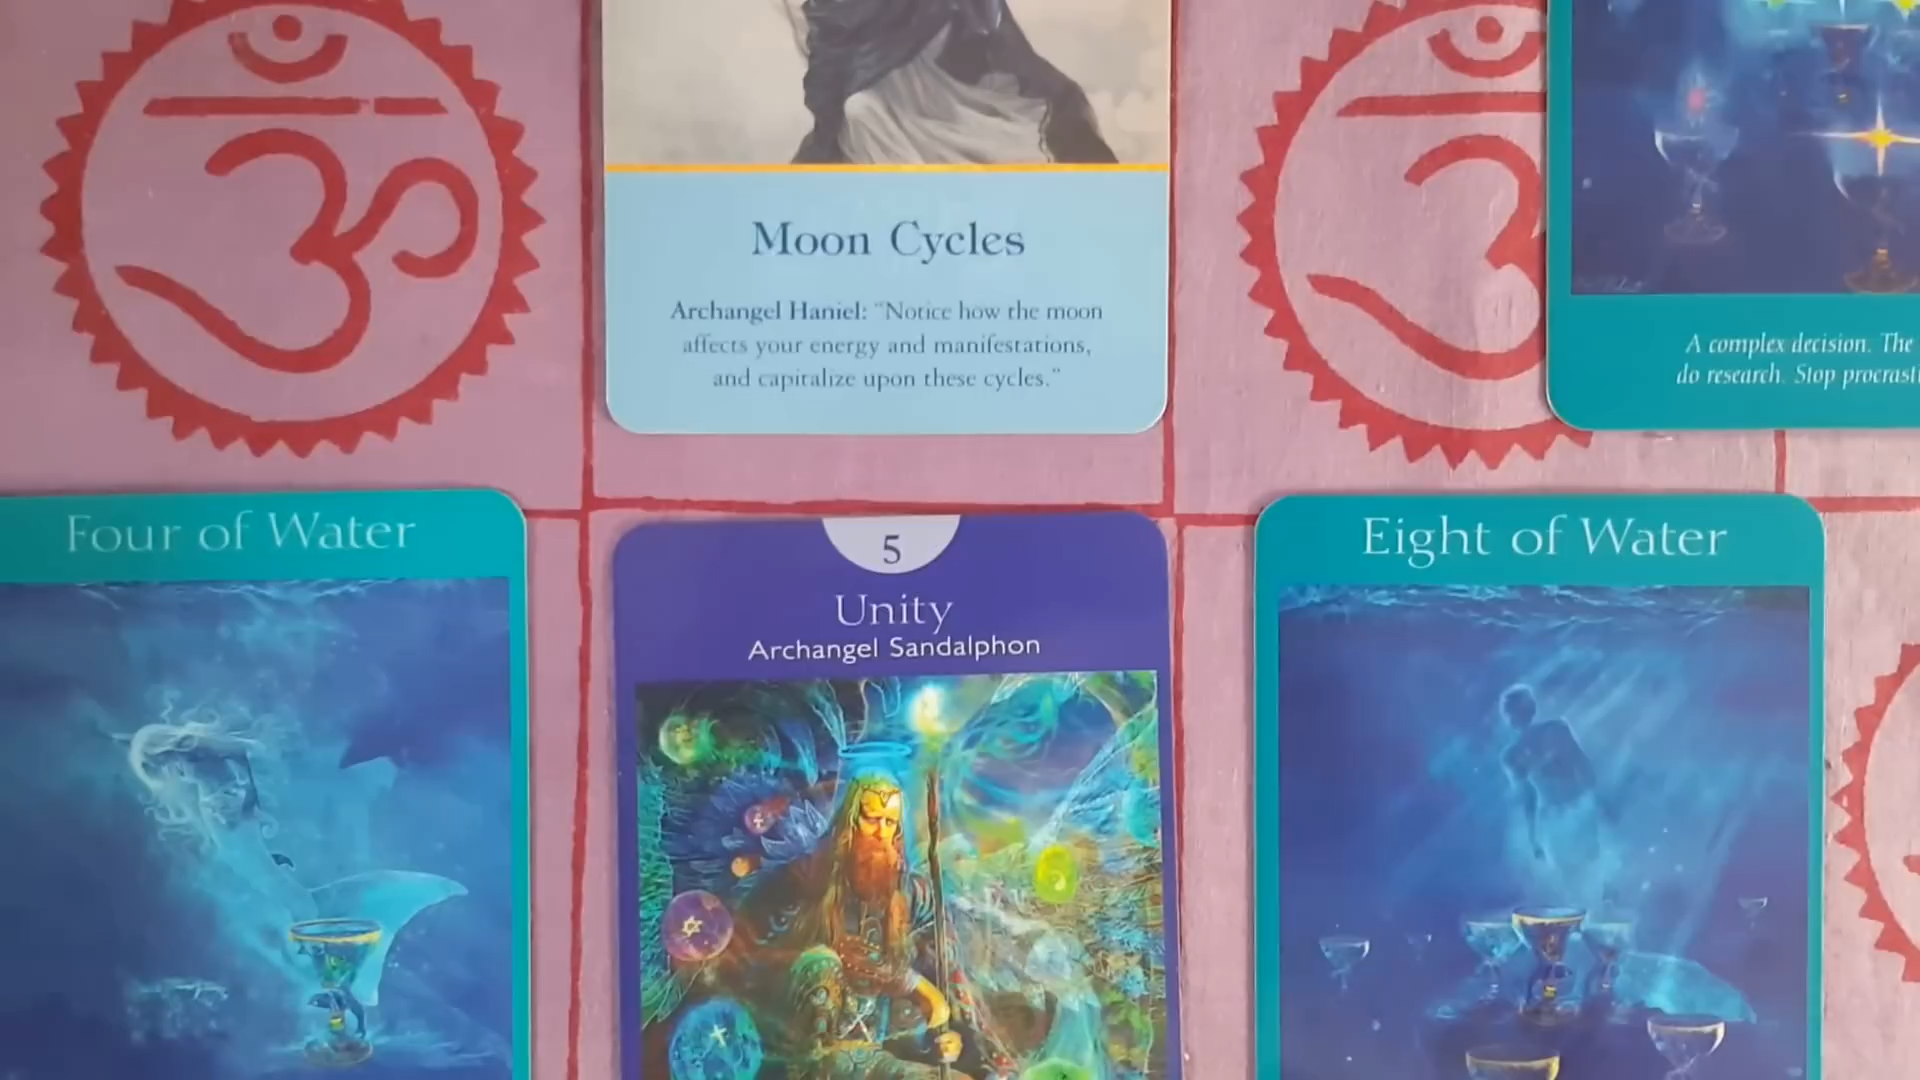 Moon Cycles
Archangel Haniel: "Notice how the moon
affects your energy and manifestations,
and capitalize upon these cycles."
A complex decision. The
do research. Stop procrasti
Four of Water
5
Unity
Archangel Sandalphon
Eight of Water